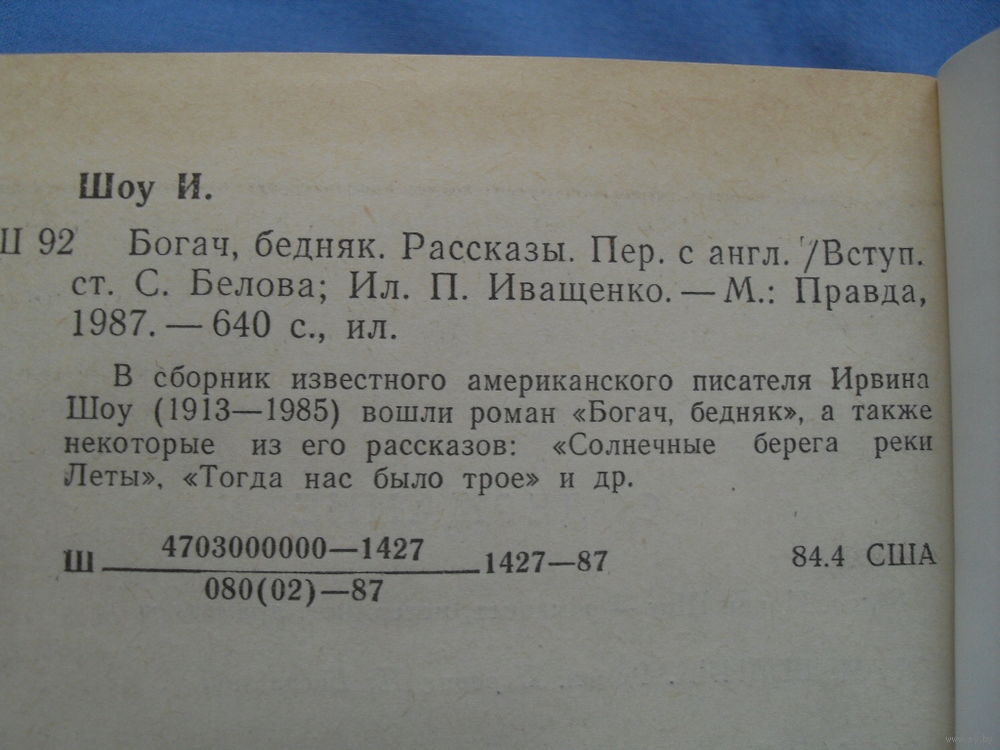 Шоу И.
Ш 92 Богач, бедняк. Рассказы. Пер. с англ. /Вступ.
ст. С. Белова; Ил. П. Иващенко. — М.: Правда,
1987. — 640 с., ил.
В сборник известного американского писателя Ирвина
Шоу (1913—1985) вошли роман «Богач, бедняк», а также
некоторые из его рассказов: «Солнечные берега реки
Леты», «Тогда нас было трое» и др.
4703000000—1427
Ш 1427—87 84.4 США
080(02)—87